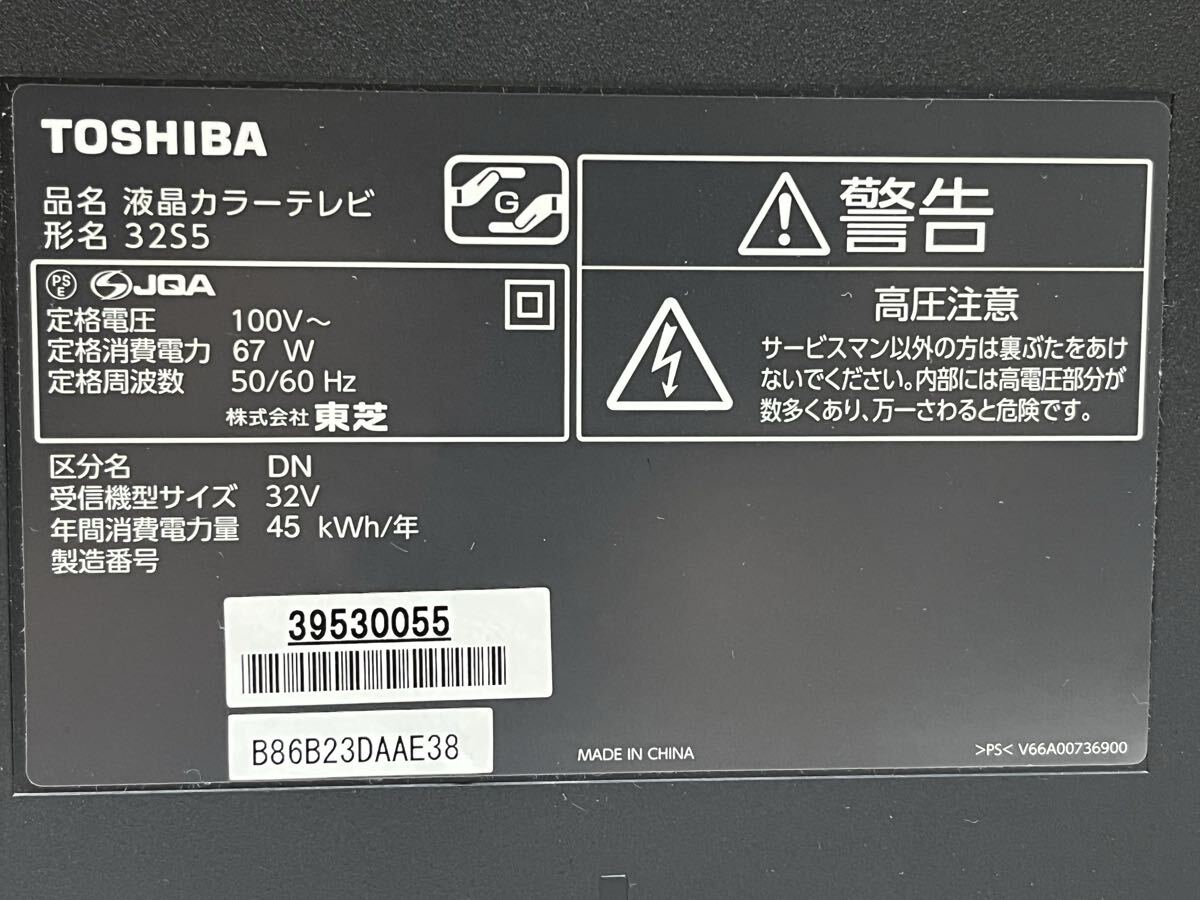 TOSHIBA
品名 液晶カラーテレビ
形名 32S5
G
PS
E
JQA
定格電圧 100V～
定格消費電力 67 W
定格周波数 50/60 Hz
株式会社 東芝
警告
高圧注意
サービスマン以外の方は裏ぶたをあけ
ないでください。内部には高電圧部分が
数多くあり、万一さわると危険です。
区分名 DN
受信機型サイズ 32V
年間消費電力量 45 kWh/年
製造番号
39530055
B86B23DAAE38
MADE IN CHINA
>PS< V66A00736900